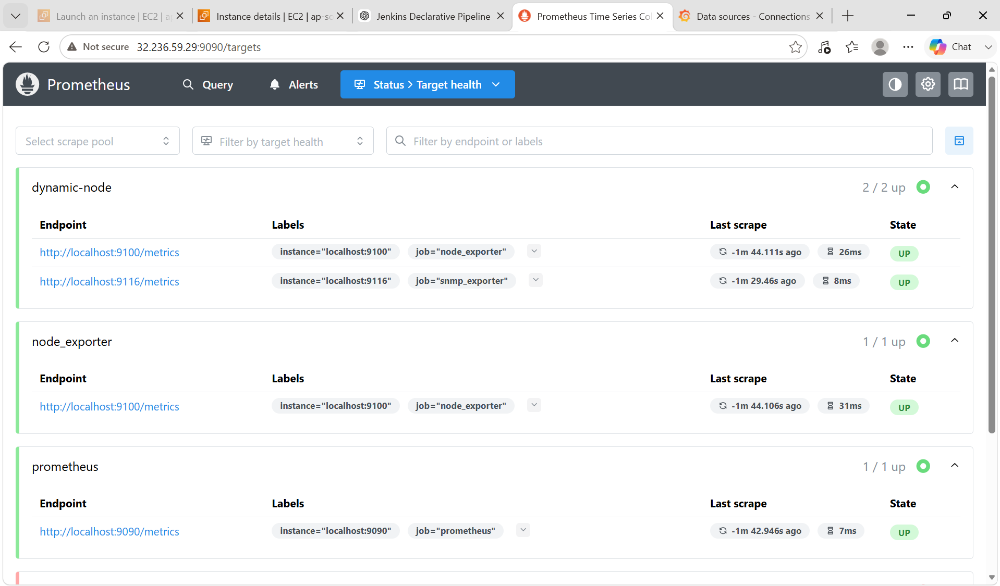 Launch an instance | EC2 | a
Instance details | EC2 | ap-sc
Jenkins Declarative Pipeline
Prometheus Time Series Col
Data sources - Connections
Not secure
32.236.59.29:9090/targets
Chat
Prometheus
Query
Alerts
Status > Target health
Select scrape pool
Filter by target health
Filter by endpoint or labels
dynamic-node
2 / 2 up
Endpoint Labels Last scrape State
http://localhost:9100/metrics instance="localhost:9100" job="node_exporter" -1m 44.111s ago 26ms UP
http://localhost:9116/metrics instance="localhost:9116" job="snmp_exporter" -1m 29.46s ago 8ms UP
node_exporter
1 / 1 up
Endpoint Labels Last scrape State
http://localhost:9100/metrics instance="localhost:9100" job="node_exporter" -1m 44.106s ago 31ms UP
prometheus
1 / 1 up
Endpoint Labels Last scrape State
http://localhost:9090/metrics instance="localhost:9090" job="prometheus" -1m 42.946s ago 7ms UP